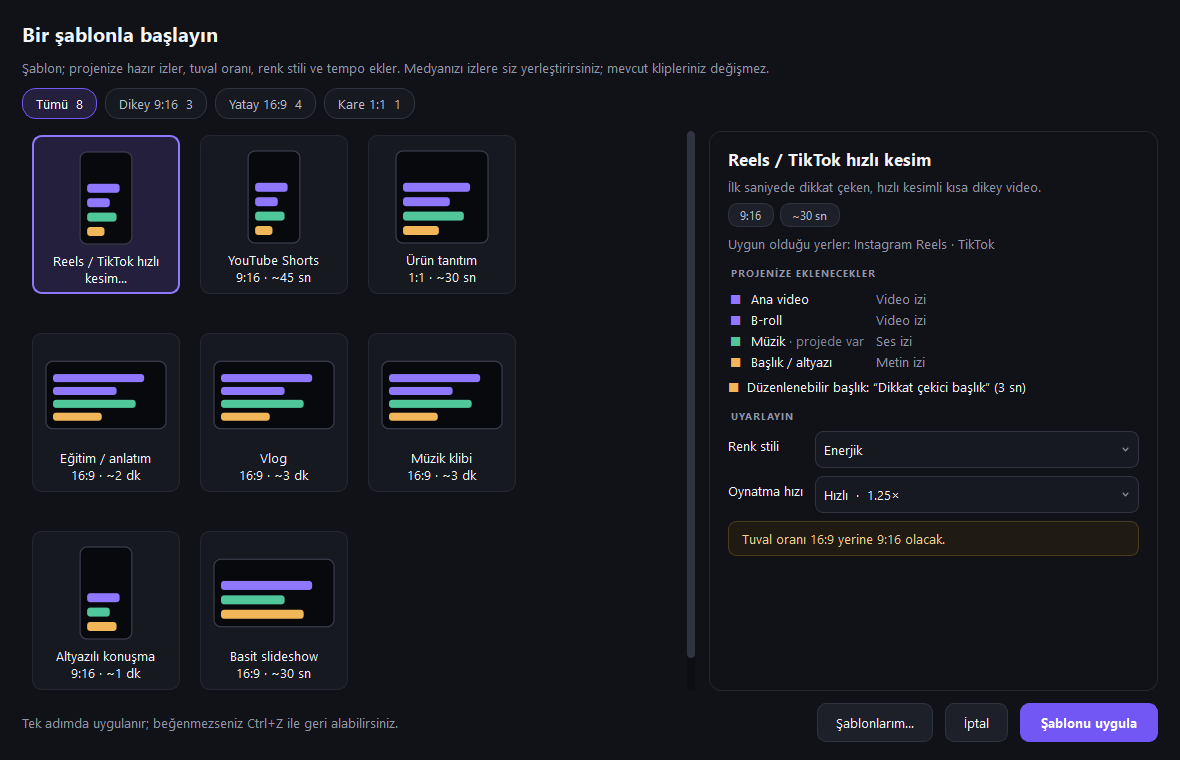 Bir şablonla başlayın
Şablon; projenize hazır izler, tuval oranı, renk stili ve tempo ekler. Medyanızı izlere siz yerleştirirsiniz; mevcut klipleriniz değişmez.
Tümü 8
Dikey 9:16 3
Yatay 16:9 4
Kare 1:1 1
Reels / TikTok hızlı
kesim...
YouTube Shorts
9:16 · ~45 sn
Ürün tanıtım
1:1 · ~30 sn
Eğitim / anlatım
16:9 · ~2 dk
Vlog
16:9 · ~3 dk
Müzik klibi
16:9 · ~3 dk
Altyazılı konuşma
9:16 · ~1 dk
Basit slideshow
16:9 · ~30 sn
Reels / TikTok hızlı kesim
İlk saniyede dikkat çeken, hızlı kesimli kısa dikey video.
9:16
~30 sn
Uygun olduğu yerler: Instagram Reels · TikTok
PROJENİZE EKLENECEKLER
Ana video Video izi
B-roll Video izi
Müzik · projede var Ses izi
Başlık / altyazı Metin izi
Düzenlenebilir başlık: “Dikkat çekici başlık” (3 sn)
UYARLAYIN
Renk stili Enerjik
Oynatma hızı Hızlı · 1.25×
Tuval oranı 16:9 yerine 9:16 olacak.
Tek adımda uygulanır; beğenmezseniz Ctrl+Z ile geri alabilirsiniz.
Şablonlarım...
İptal
Şablonu uygula